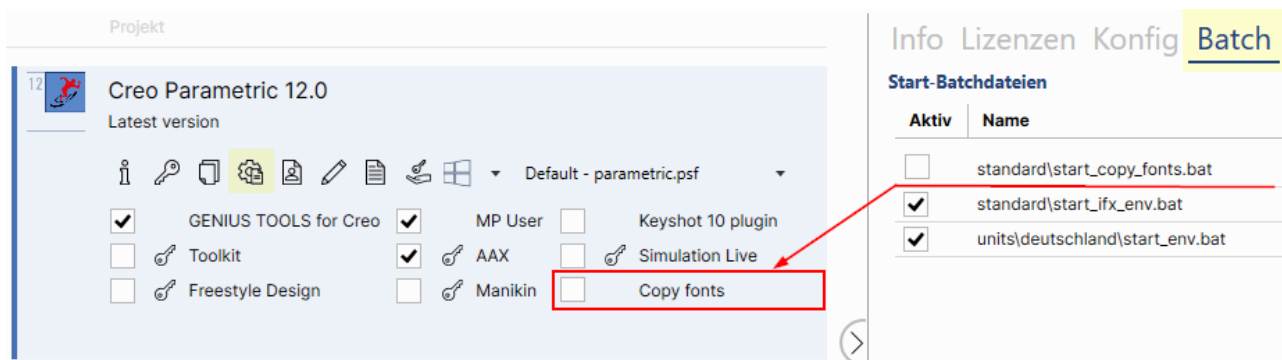 Projekt
12
Creo Parametric 12.0
Latest version
Default - parametric.psf
GENIUS TOOLS for Creo MP User Keyshot 10 plugin
Toolkit AAX Simulation Live
Freestyle Design Manikin Copy fonts
Info Lizenzen Konfig Batch
Start-Batchdateien
Aktiv Name
standard\start_copy_fonts.bat
standard\start_ifx_env.bat
units\deutschland\start_env.bat